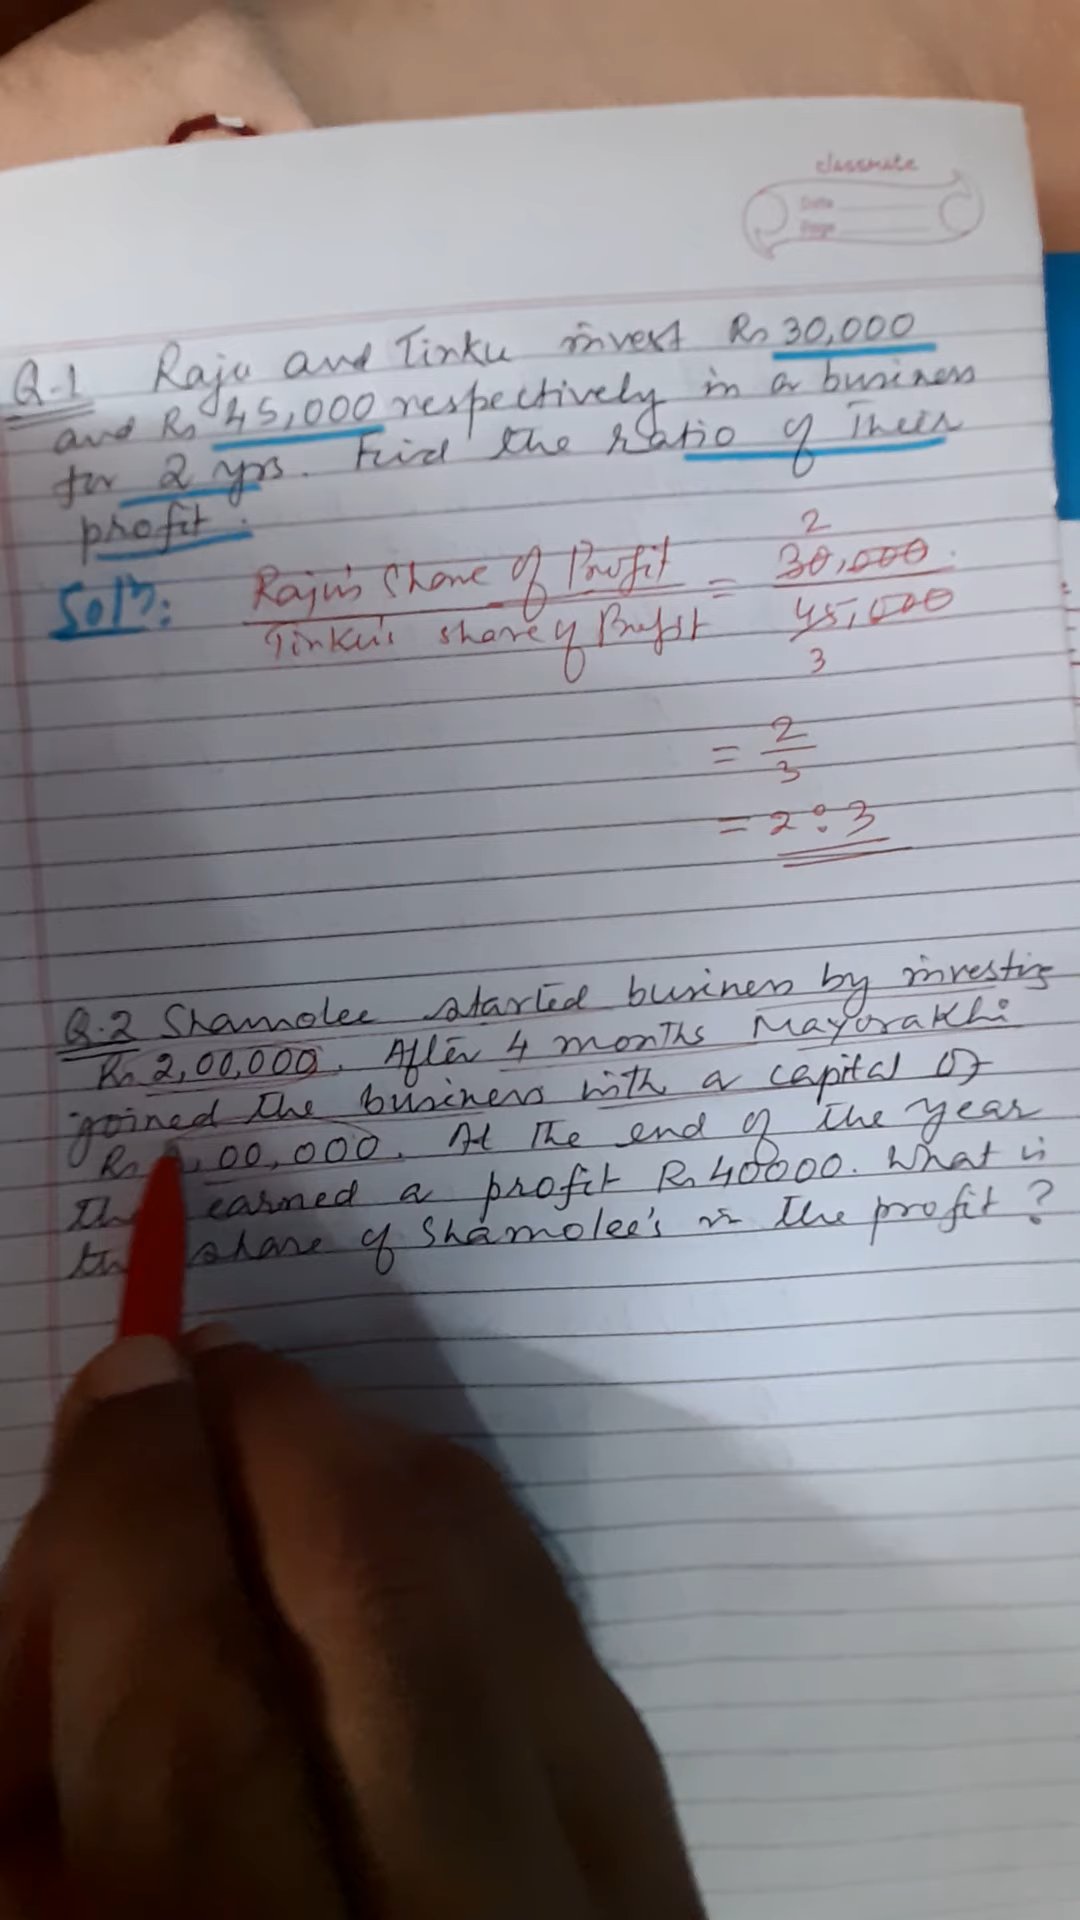 classmate
Date
Page
Q.1 Raju and Tinku invest Rs 30,000
and Rs 45,000 respectively in a business
for 2 yrs. Find the ratio of Their
profit.
Soln: Raju's Share of Profit = 2 30,000
Tinku's share of Profit 45,000 3
= 2
3
= 2:3
Q.2 Shamolee started business by investing
Rs 2,00,000. After 4 months Mayorakhi
joined the business with a capital of
Rs ,00,000. At the end of the year
earned a profit Rs 40000. What is
share of Shamolee's in the profit?